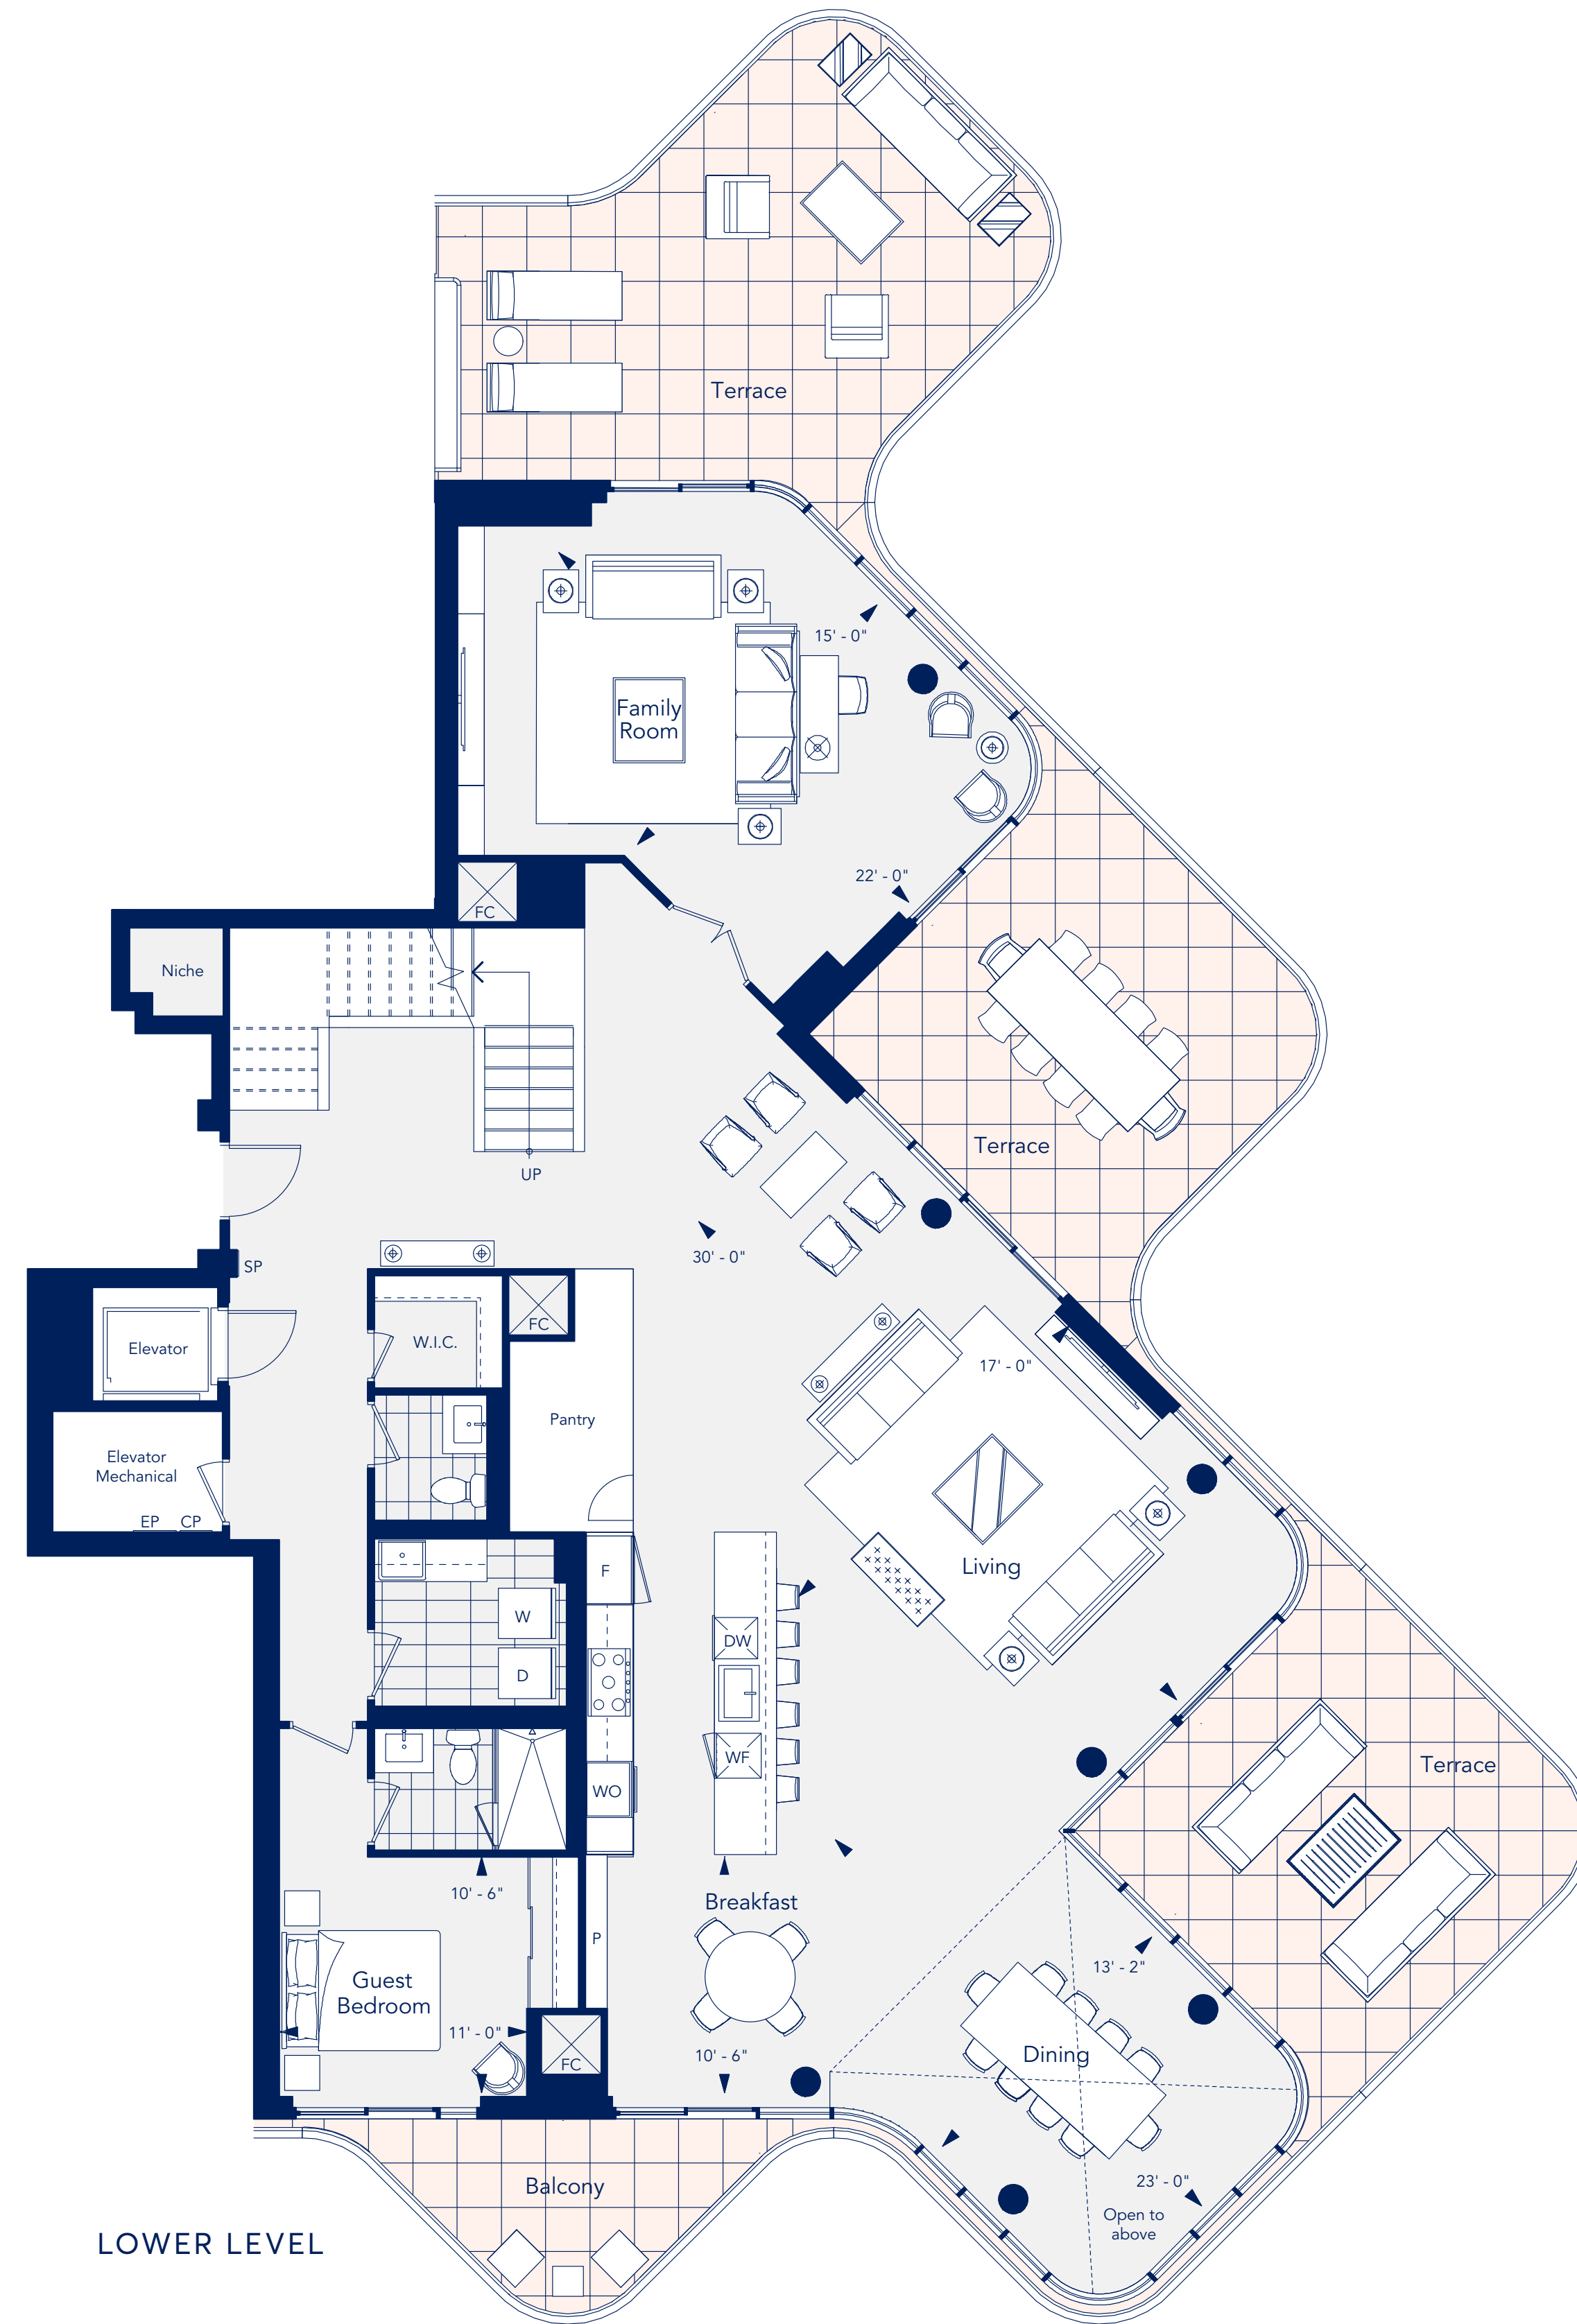 Terrace
15' - 0"
Family
Room
22' - 0"
FC
Niche
Terrace
UP
30' - 0"
SP
FC
W.I.C.
Elevator
17' - 0"
Pantry
Elevator
Mechanical
EP CP
F
Living
W
DW
D
WF
Terrace
WO
10' - 6"
Breakfast
P
13' - 2"
Guest
Bedroom
11' - 0"
10' - 6"
Dining
FC
23' - 0"
Balcony
Open to
above
LOWER LEVEL